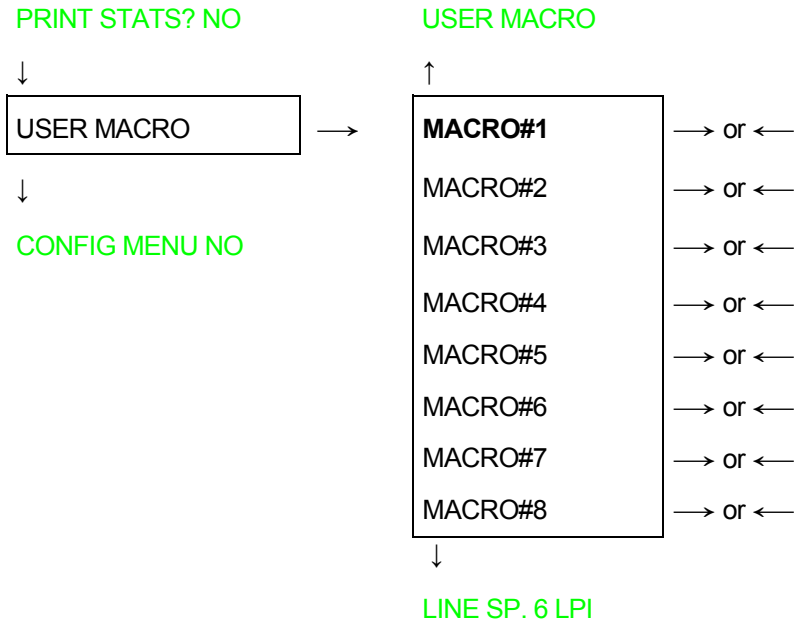 PRINT STATS? NO
↓
USER MACRO →
↓
CONFIG MENU NO
USER MACRO
↑
MACRO#1 → or ←
MACRO#2 → or ←
MACRO#3 → or ←
MACRO#4 → or ←
MACRO#5 → or ←
MACRO#6 → or ←
MACRO#7 → or ←
MACRO#8 → or ←
↓
LINE SP. 6 LPI